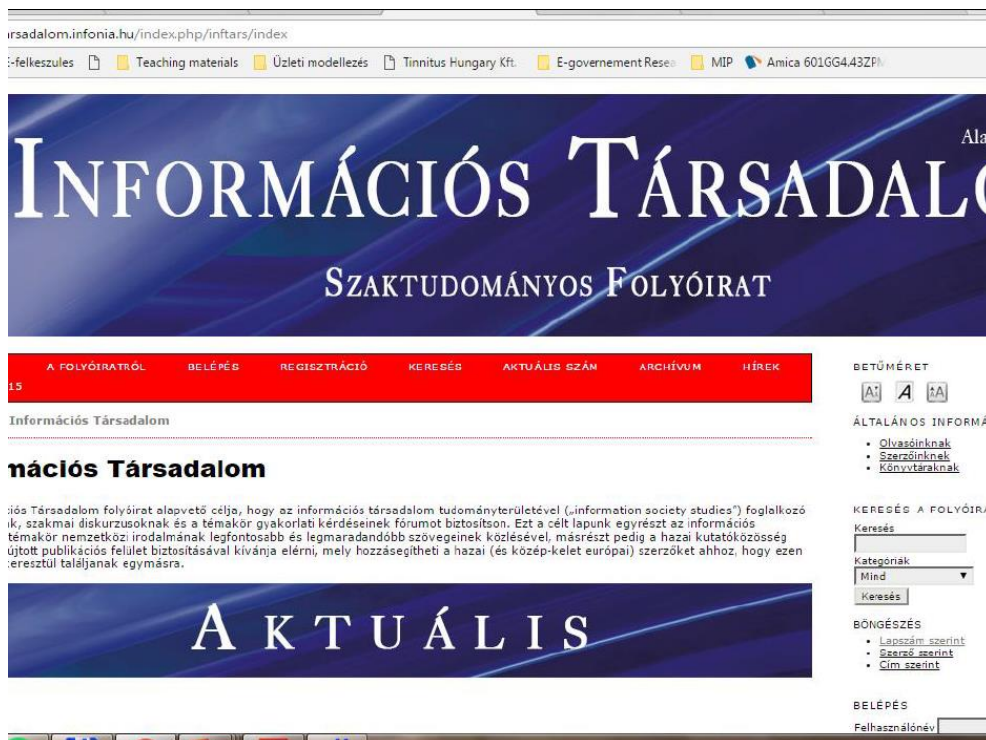 arsadalom.infonia.hu/index.php/inftars/index
-felkeszules Teaching materials Üzleti modellezés Tinnitus Hungary Kft. E-governement Resea MIP Amica 601GG4.43ZPM
Ala
INFORMÁCIÓS TÁRSADALO
SZAKTUDOMÁNYOS FOLYÓIRAT
A FOLYÓIRATRÓL BELÉPÉS REGISZTRÁCIÓ KERESÉS AKTUÁLIS SZÁM ARCHÍVUM HÍREK
15
Információs Társadalom
mációs Társadalom
ciós Társadalom folyóirat alapvető célja, hogy az információs társadalom tudományterületével („information society studies”) foglalkozó
ak, szakmai diskurzusoknak és a témakör gyakorlati kérdéseinek fórumot biztosítson. Ezt a célt lapunk egyrészt az információs
témakör nemzetközi irodalmának legfontosabb és legmaradandóbb szövegeinek közlésével, másrészt pedig a hazai kutatóközösség
újtott publikációs felület biztosításával kívánja elérni, mely hozzásegítheti a hazai (és közép-kelet európai) szerzőket ahhoz, hogy ezen
keresztül találjanak egymásra.
AKTUÁLIS
BETŰMÉRET
A A A
ÁLTALÁNOS INFORMÁ
Olvasóinknak
Szerzőinknek
Könyvtáraknak
KERESÉS A FOLYÓIRA
Keresés
Kategóriák
Mind
Keresés
BÖNGÉSZÉS
Lapszám szerint
Szerző szerint
Cím szerint
BELÉPÉS
Felhasználónév